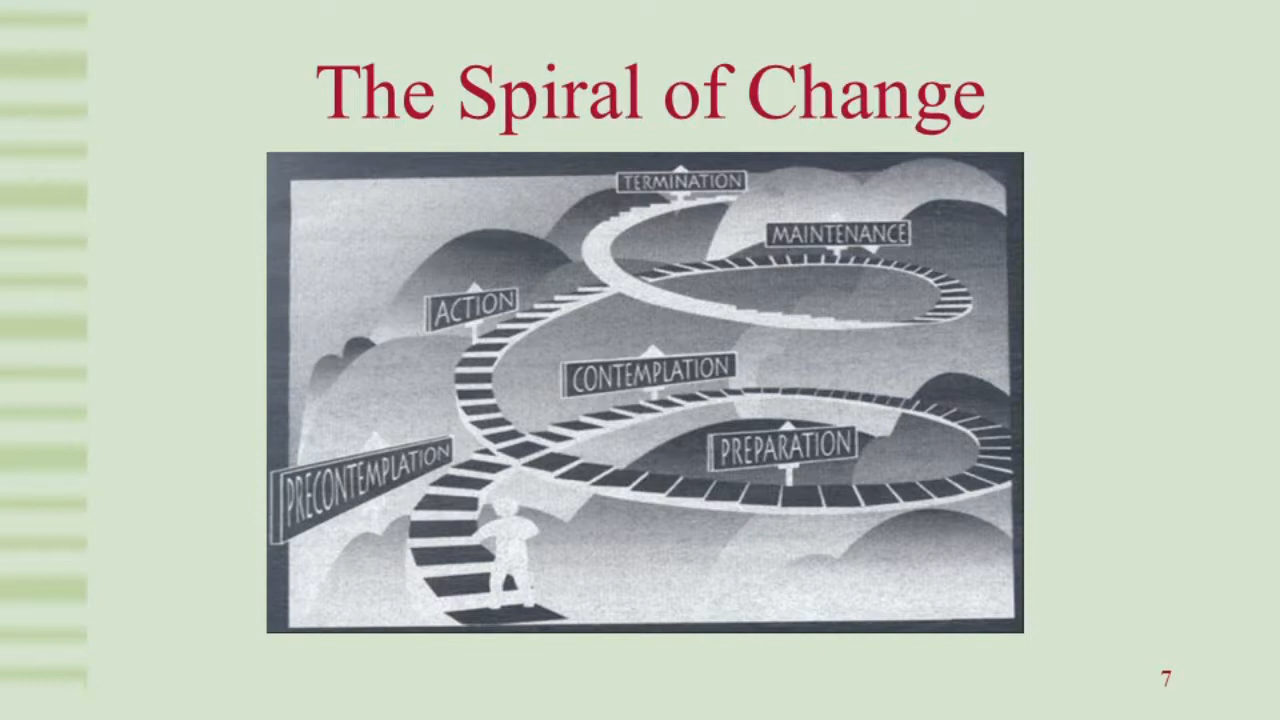 The Spiral of Change
TERMINATION
MAINTENANCE
ACTION
CONTEMPLATION
PREPARATION
PRECONTEMPLATION
7